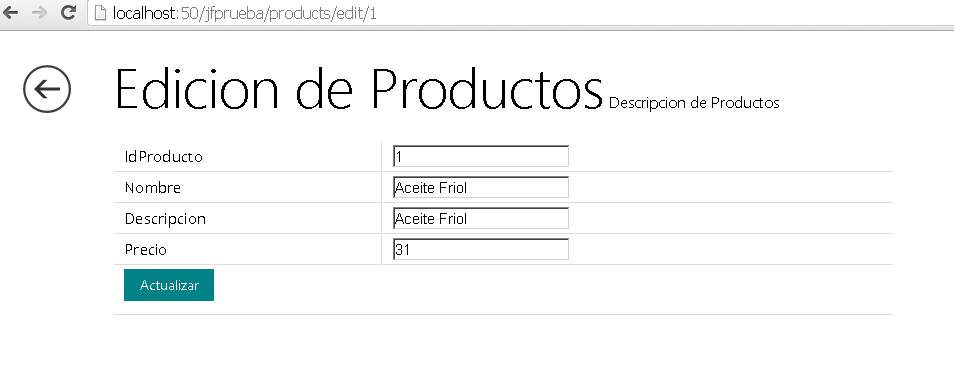 localhost:50/jfprueba/products/edit/1
Edicion de Productos Descripcion de Productos
IdProducto 1
Nombre Aceite Friol
Descripcion Aceite Friol
Precio 31
Actualizar